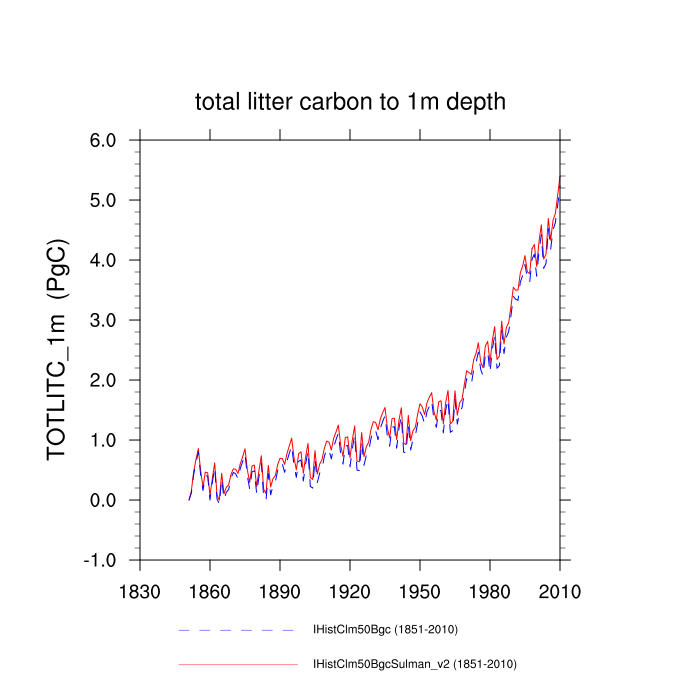 total litter carbon to 1m depth
TOTLITC_1m (PgC)
6.0
5.0
4.0
3.0
2.0
1.0
0.0
-1.0
1830 1860 1890 1920 1950 1980 2010
IHistClm50Bgc (1851-2010)
IHistClm50BgcSulman_v2 (1851-2010)